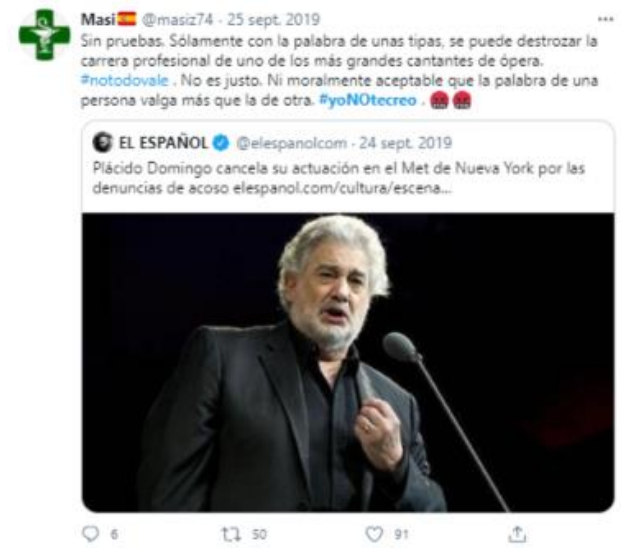 Masi @masiz74 · 25 sept. 2019
Sin pruebas. Sólamente con la palabra de unas tipas, se puede destrozar la
carrera profesional de uno de los más grandes cantantes de ópera.
#notodovale . No es justo. Ni moralmente aceptable que la palabra de una
persona valga más que la de otra. #yoNOtecreo .
EL ESPAÑOL @elespanolcom · 24 sept. 2019
Plácido Domingo cancela su actuación en el Met de Nueva York por las
denuncias de acoso elespanol.com/cultura/escena...
6 50 91